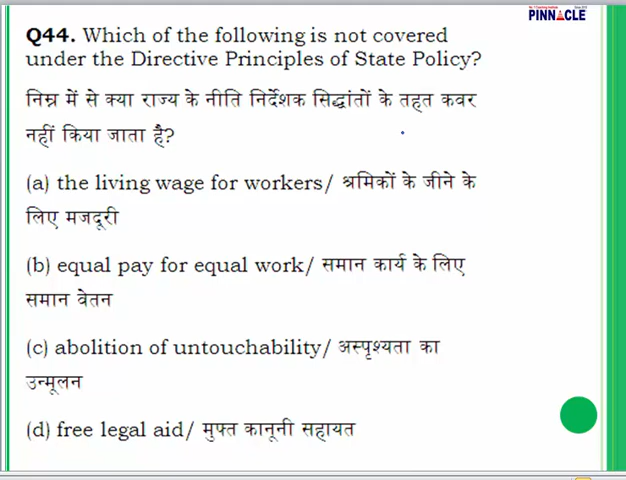 PINNACLE
Q44. Which of the following is not covered
under the Directive Principles of State Policy?
निम्न में से क्या राज्य के नीति निर्देशक सिद्धांतों के तहत कवर
नहीं किया जाता है?
(a) the living wage for workers/ श्रमिकों के जीने के
लिए मजदूरी
(b) equal pay for equal work/ समान कार्य के लिए
समान वेतन
(c) abolition of untouchability/ अस्पृश्यता का
उन्मूलन
(d) free legal aid/ मुफ्त कानूनी सहायत